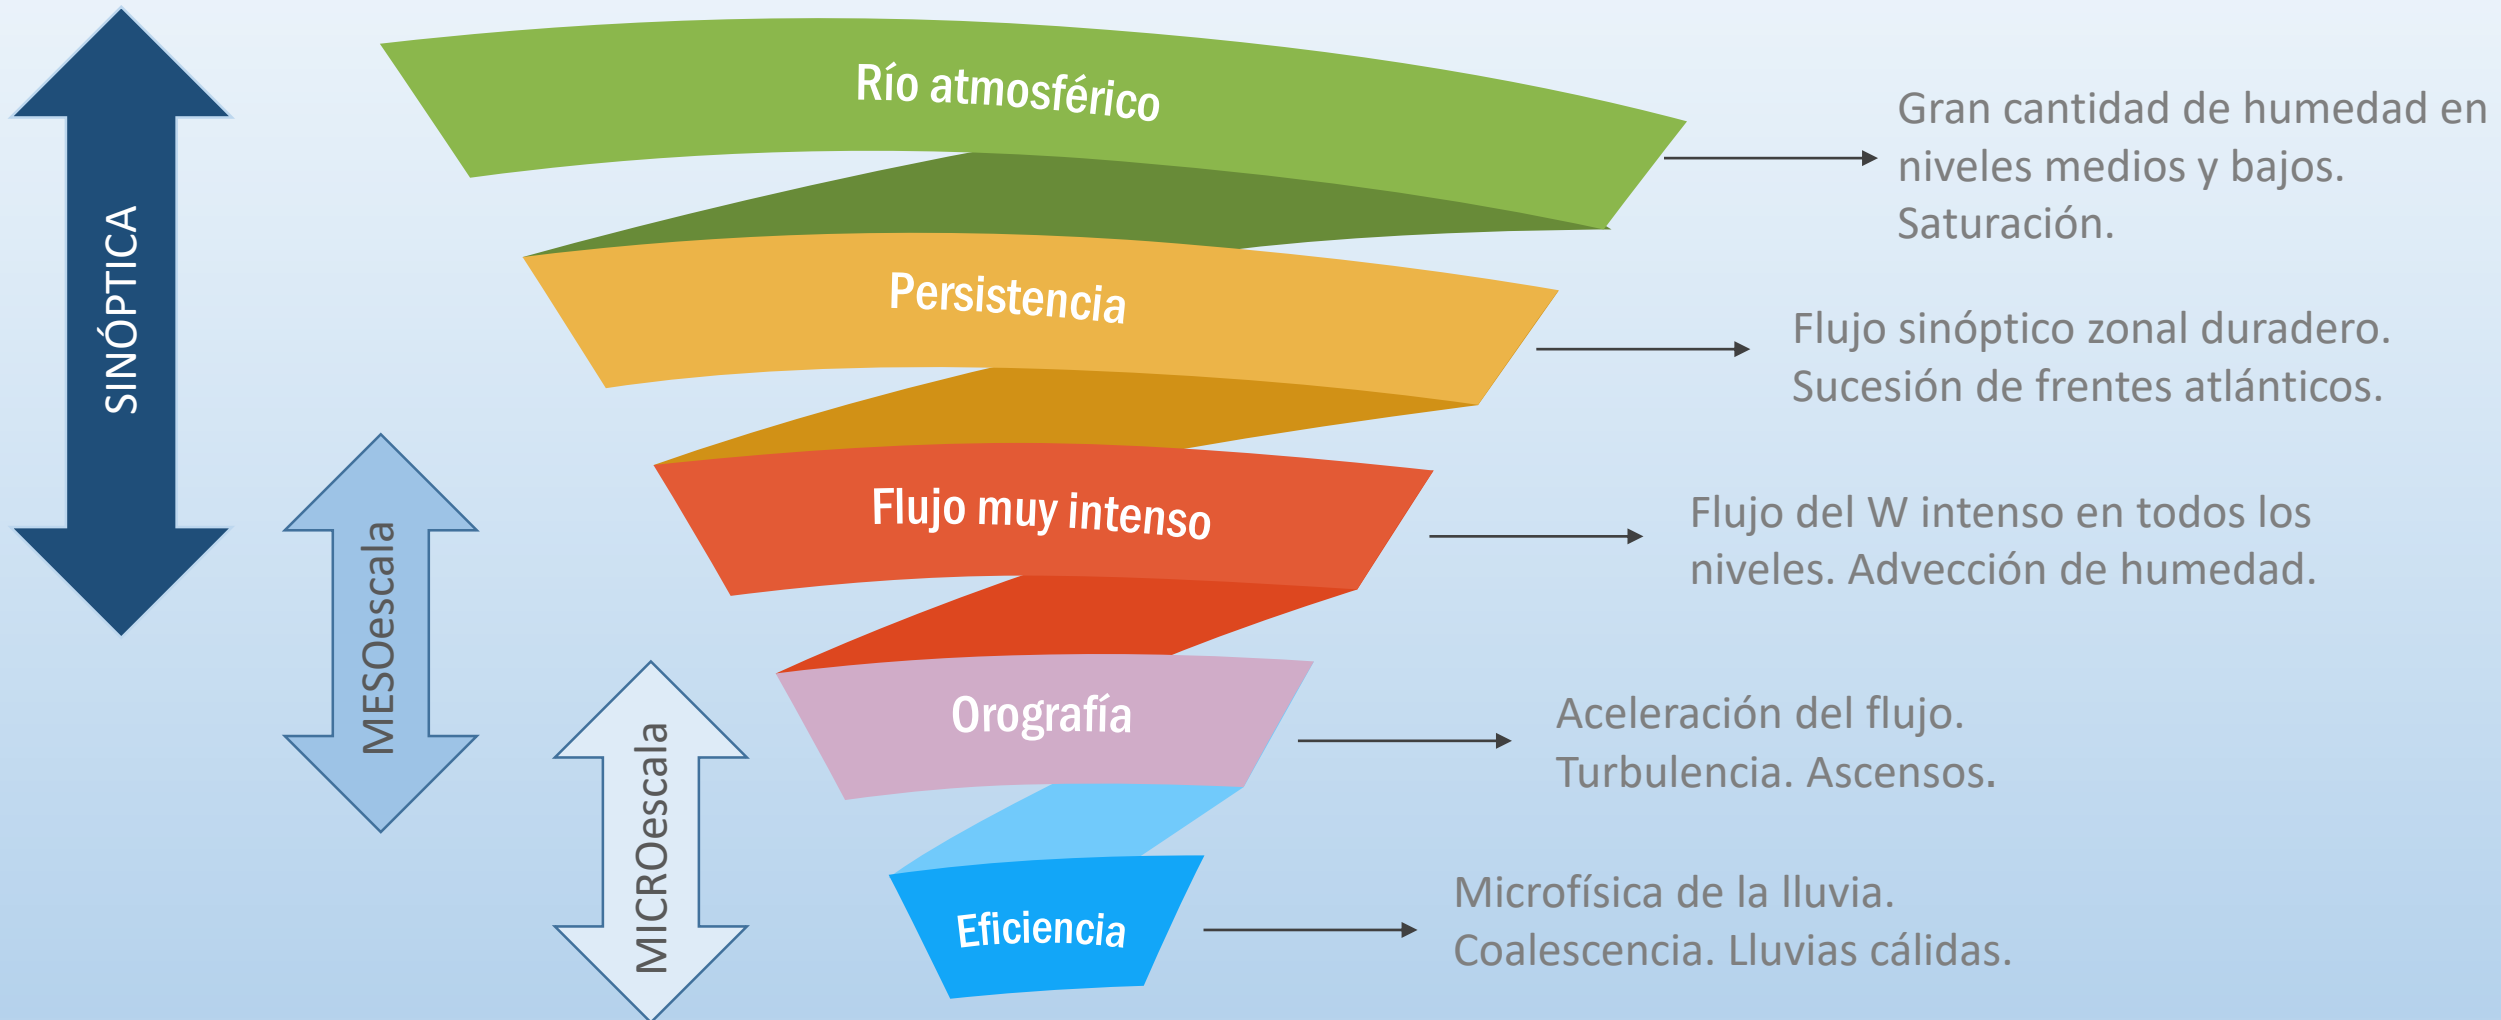 SINÓPTICA
MESOescala
MICROescala
Río atmosférico
Gran cantidad de humedad en
niveles medios y bajos.
Saturación.
Persistencia
Flujo sinóptico zonal duradero.
Sucesión de frentes atlánticos.
Flujo muy intenso
Flujo del W intenso en todos los
niveles. Advección de humedad.
Orografía
Aceleración del flujo.
Turbulencia. Ascensos.
Eficiencia
Microfísica de la lluvia.
Coalescencia. Lluvias cálidas.